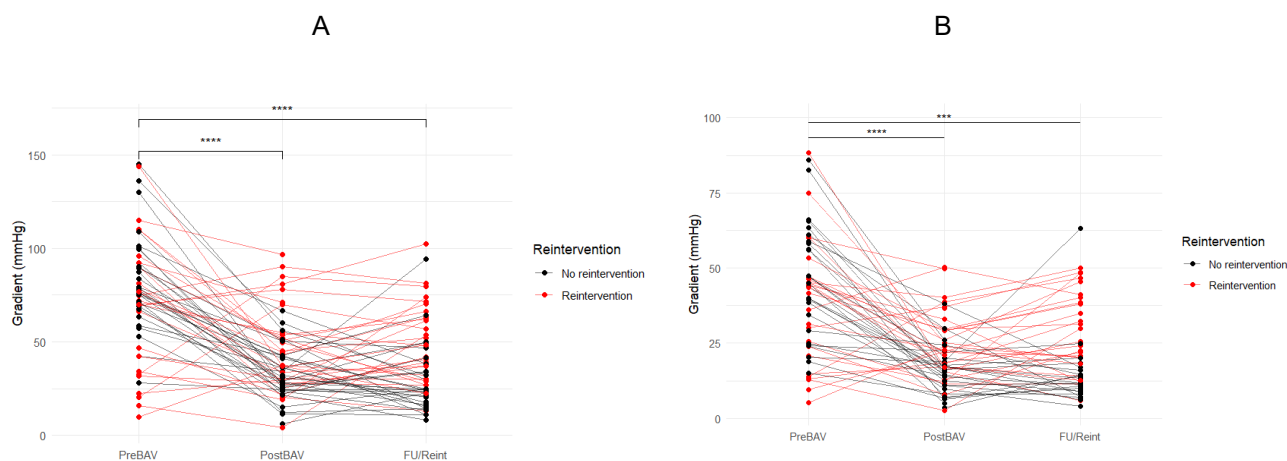 A
Gradient (mmHg)
150
100
50
0
****
****
PreBAV
PostBAV
FU/Reint
Reintervention
No reintervention
Reintervention
B
Gradient (mmHg)
100
75
50
25
0
***
****
PreBAV
PostBAV
FU/Reint
Reintervention
No reintervention
Reintervention